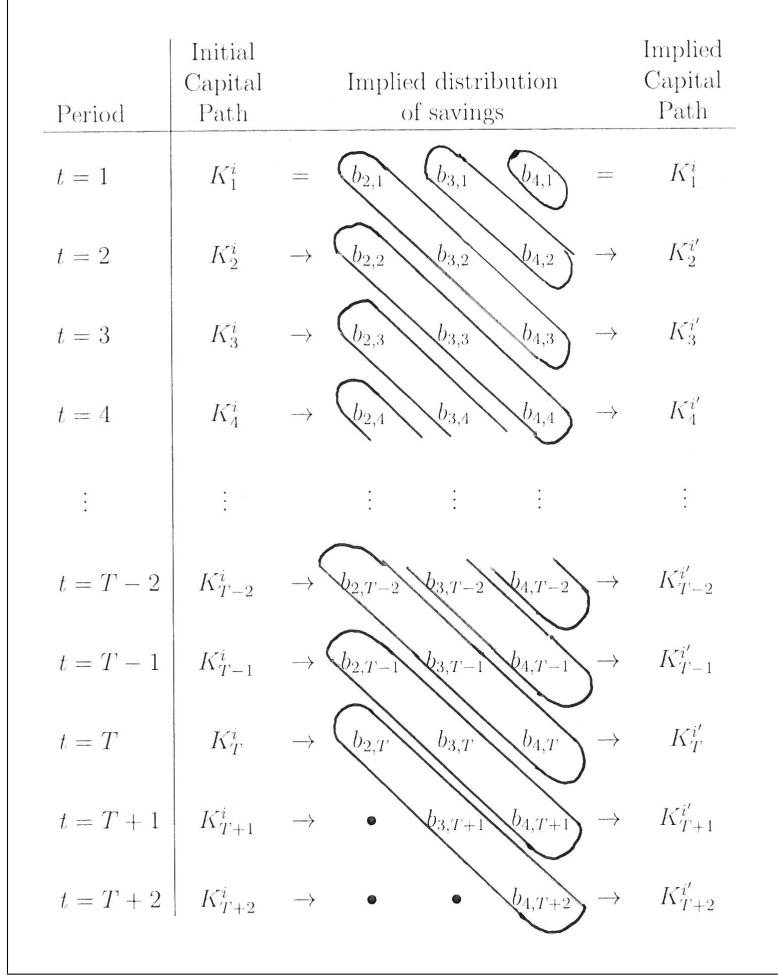 Initial Implied
Capital Implied distribution Capital
Period Path of savings Path
t = 1 K_1^i = b_{2,1} b_{3,1} b_{4,1} = K_1^i
t = 2 K_2^i → b_{2,2} b_{3,2} b_{4,2} → K_2^{i'}
t = 3 K_3^i → b_{2,3} b_{3,3} b_{4,3} → K_3^{i'}
t = 4 K_4^i → b_{2,4} b_{3,4} b_{4,4} → K_4^{i'}
⋮ ⋮ ⋮ ⋮ ⋮ ⋮
t = T − 2 K_{T−2}^i → b_{2,T−2} b_{3,T−2} b_{4,T−2} → K_{T−2}^{i'}
t = T − 1 K_{T−1}^i → b_{2,T−1} b_{3,T−1} b_{4,T−1} → K_{T−1}^{i'}
t = T K_T^i → b_{2,T} b_{3,T} b_{4,T} → K_T^{i'}
t = T + 1 K_{T+1}^i → • b_{3,T+1} b_{4,T+1} → K_{T+1}^{i'}
t = T + 2 K_{T+2}^i → • • b_{4,T+2} → K_{T+2}^{i'}